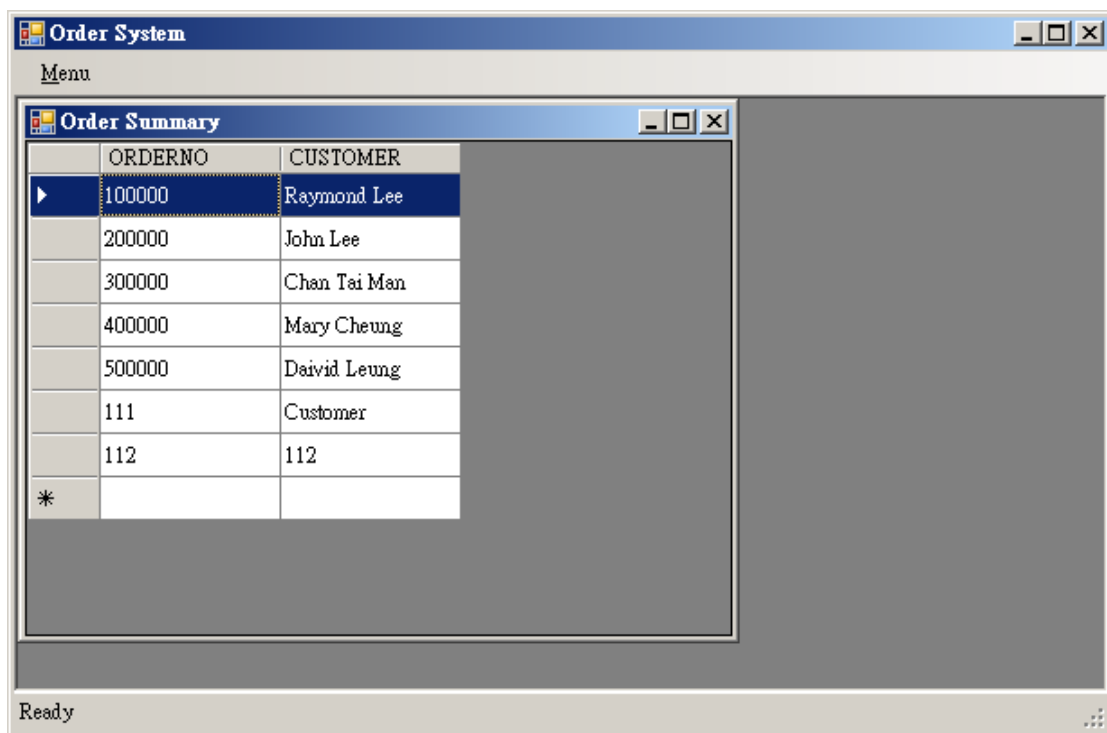 Order System
Menu
Order Summary
ORDERNO CUSTOMER
100000 Raymond Lee
200000 John Lee
300000 Chan Tai Man
400000 Mary Cheung
500000 Daivid Leung
111 Customer
112 112
Ready